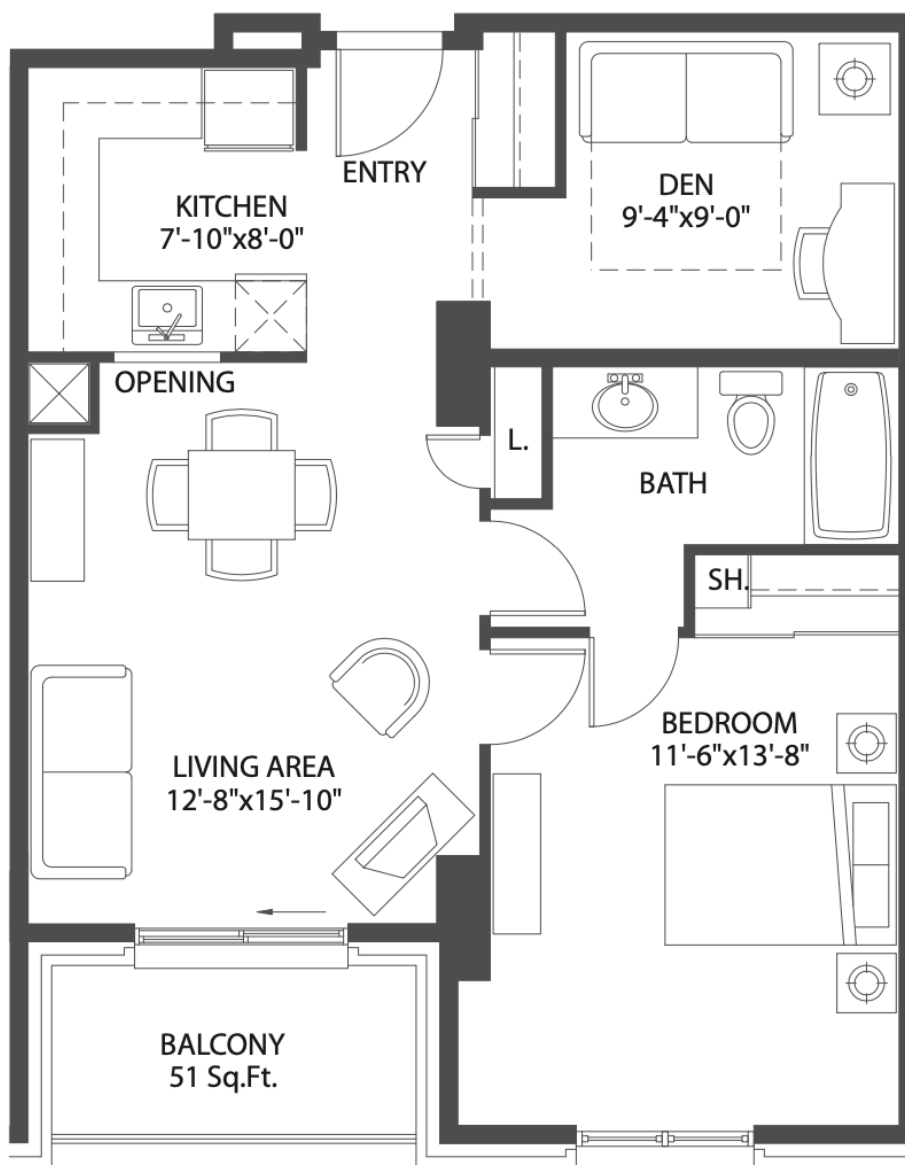 ENTRY
KITCHEN
7'-10"x8'-0"
DEN
9'-4"x9'-0"
OPENING
L.
BATH
SH.
BEDROOM
11'-6"x13'-8"
LIVING AREA
12'-8"x15'-10"
BALCONY
51 Sq.Ft.